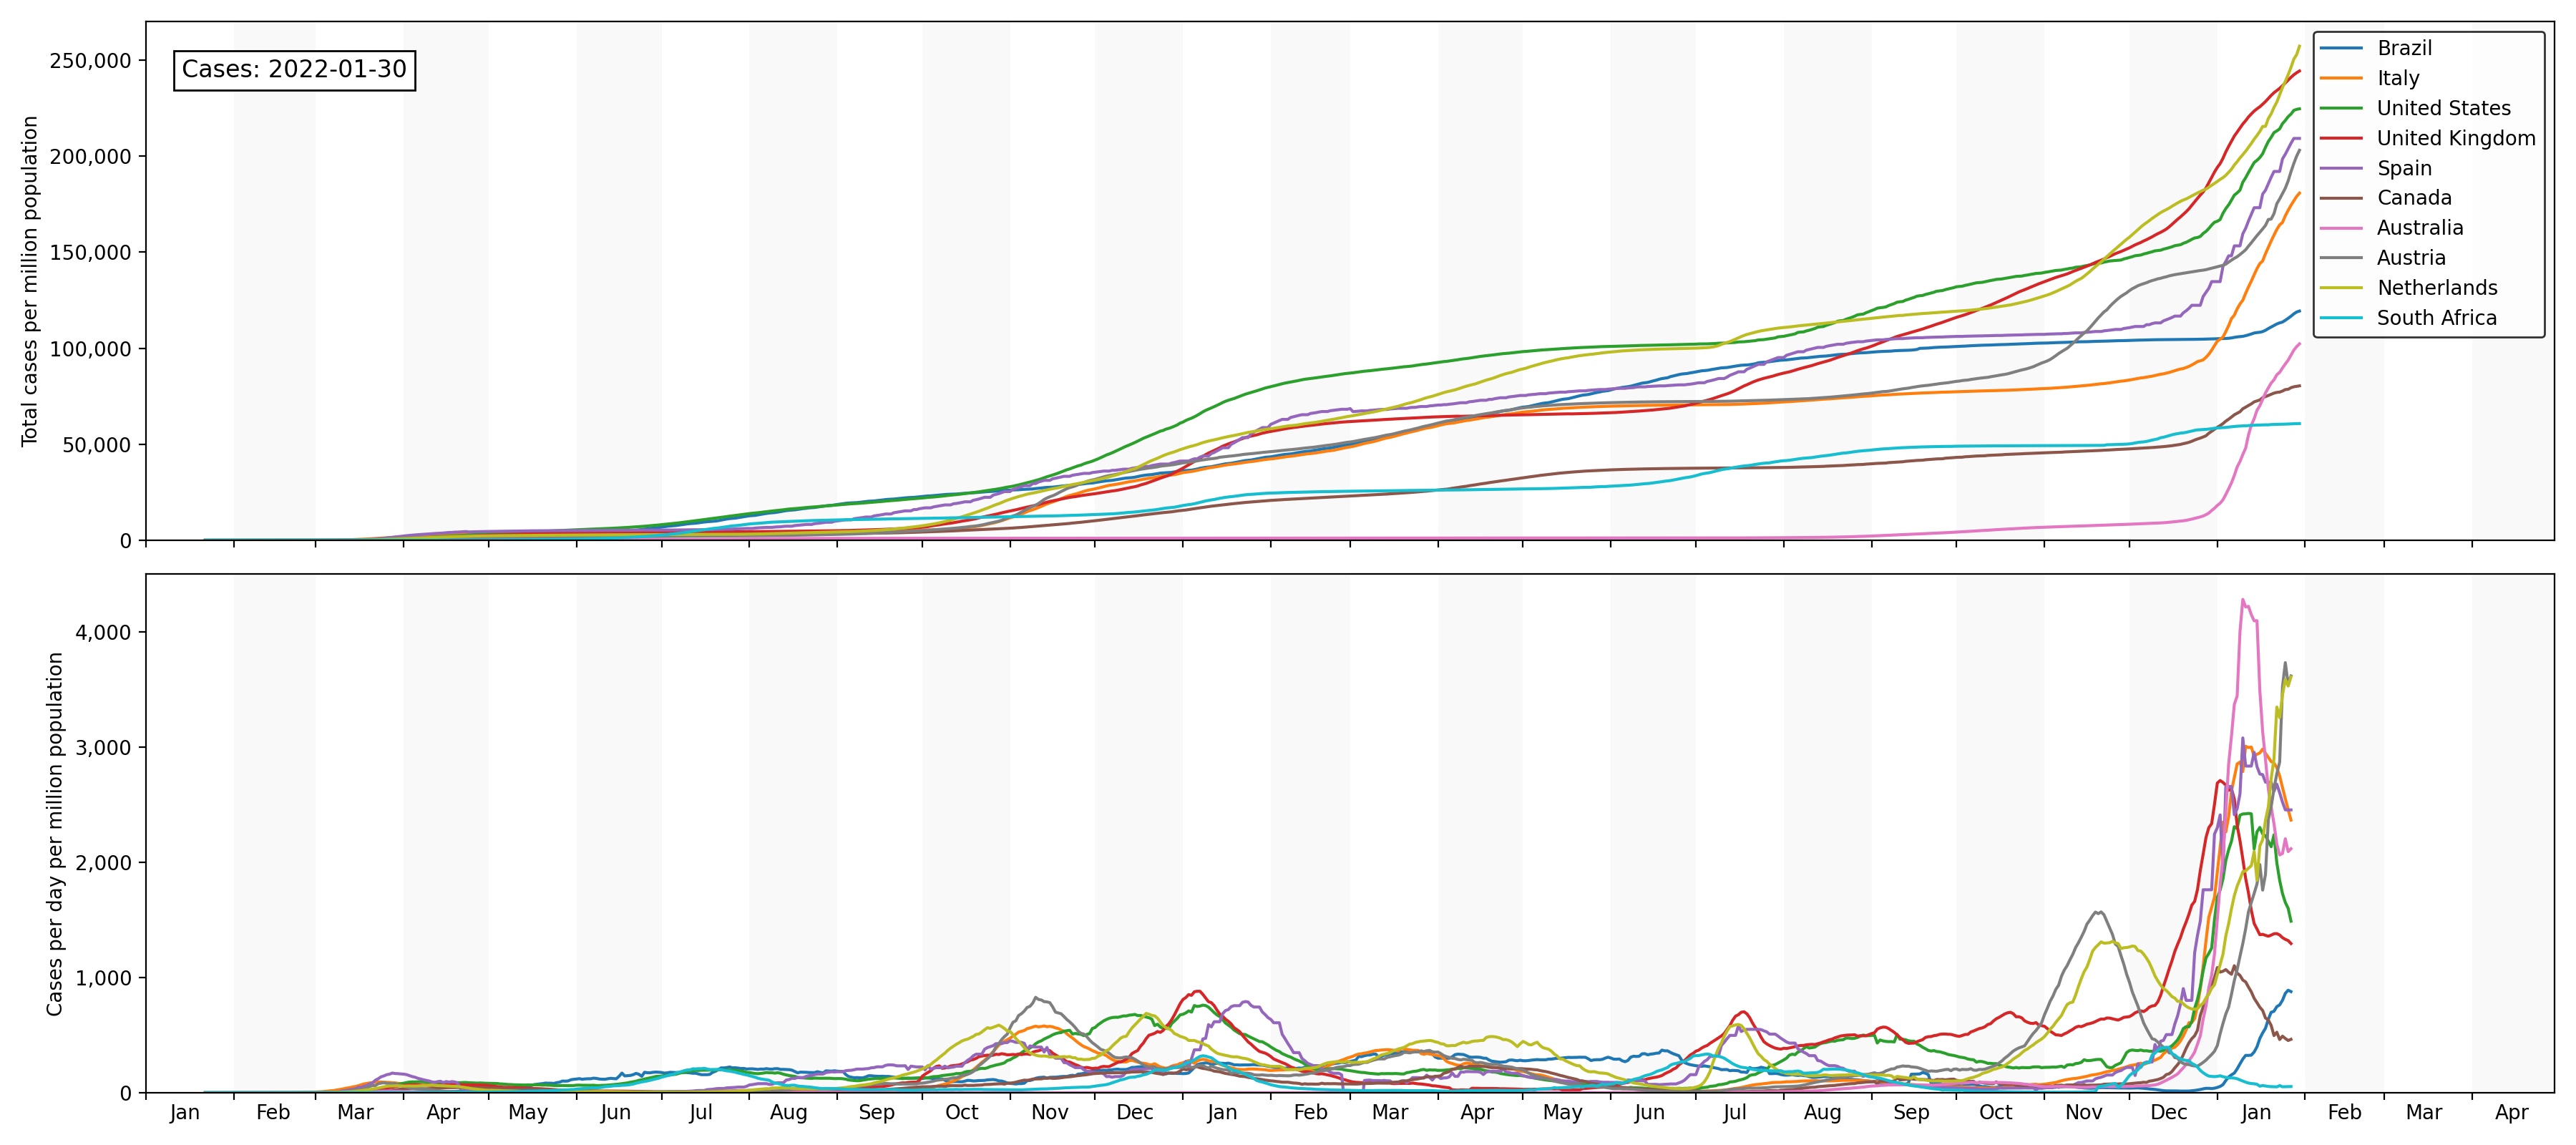 Total cases per million population
250,000
200,000
150,000
100,000
50,000
0
Cases: 2022-01-30
Brazil
Italy
United States
United Kingdom
Spain
Canada
Australia
Austria
Netherlands
South Africa
Cases per day per million population
4,000
3,000
2,000
1,000
0
Jan Feb Mar Apr May Jun Jul Aug Sep Oct Nov Dec Jan Feb Mar Apr May Jun Jul Aug Sep Oct Nov Dec Jan Feb Mar Apr